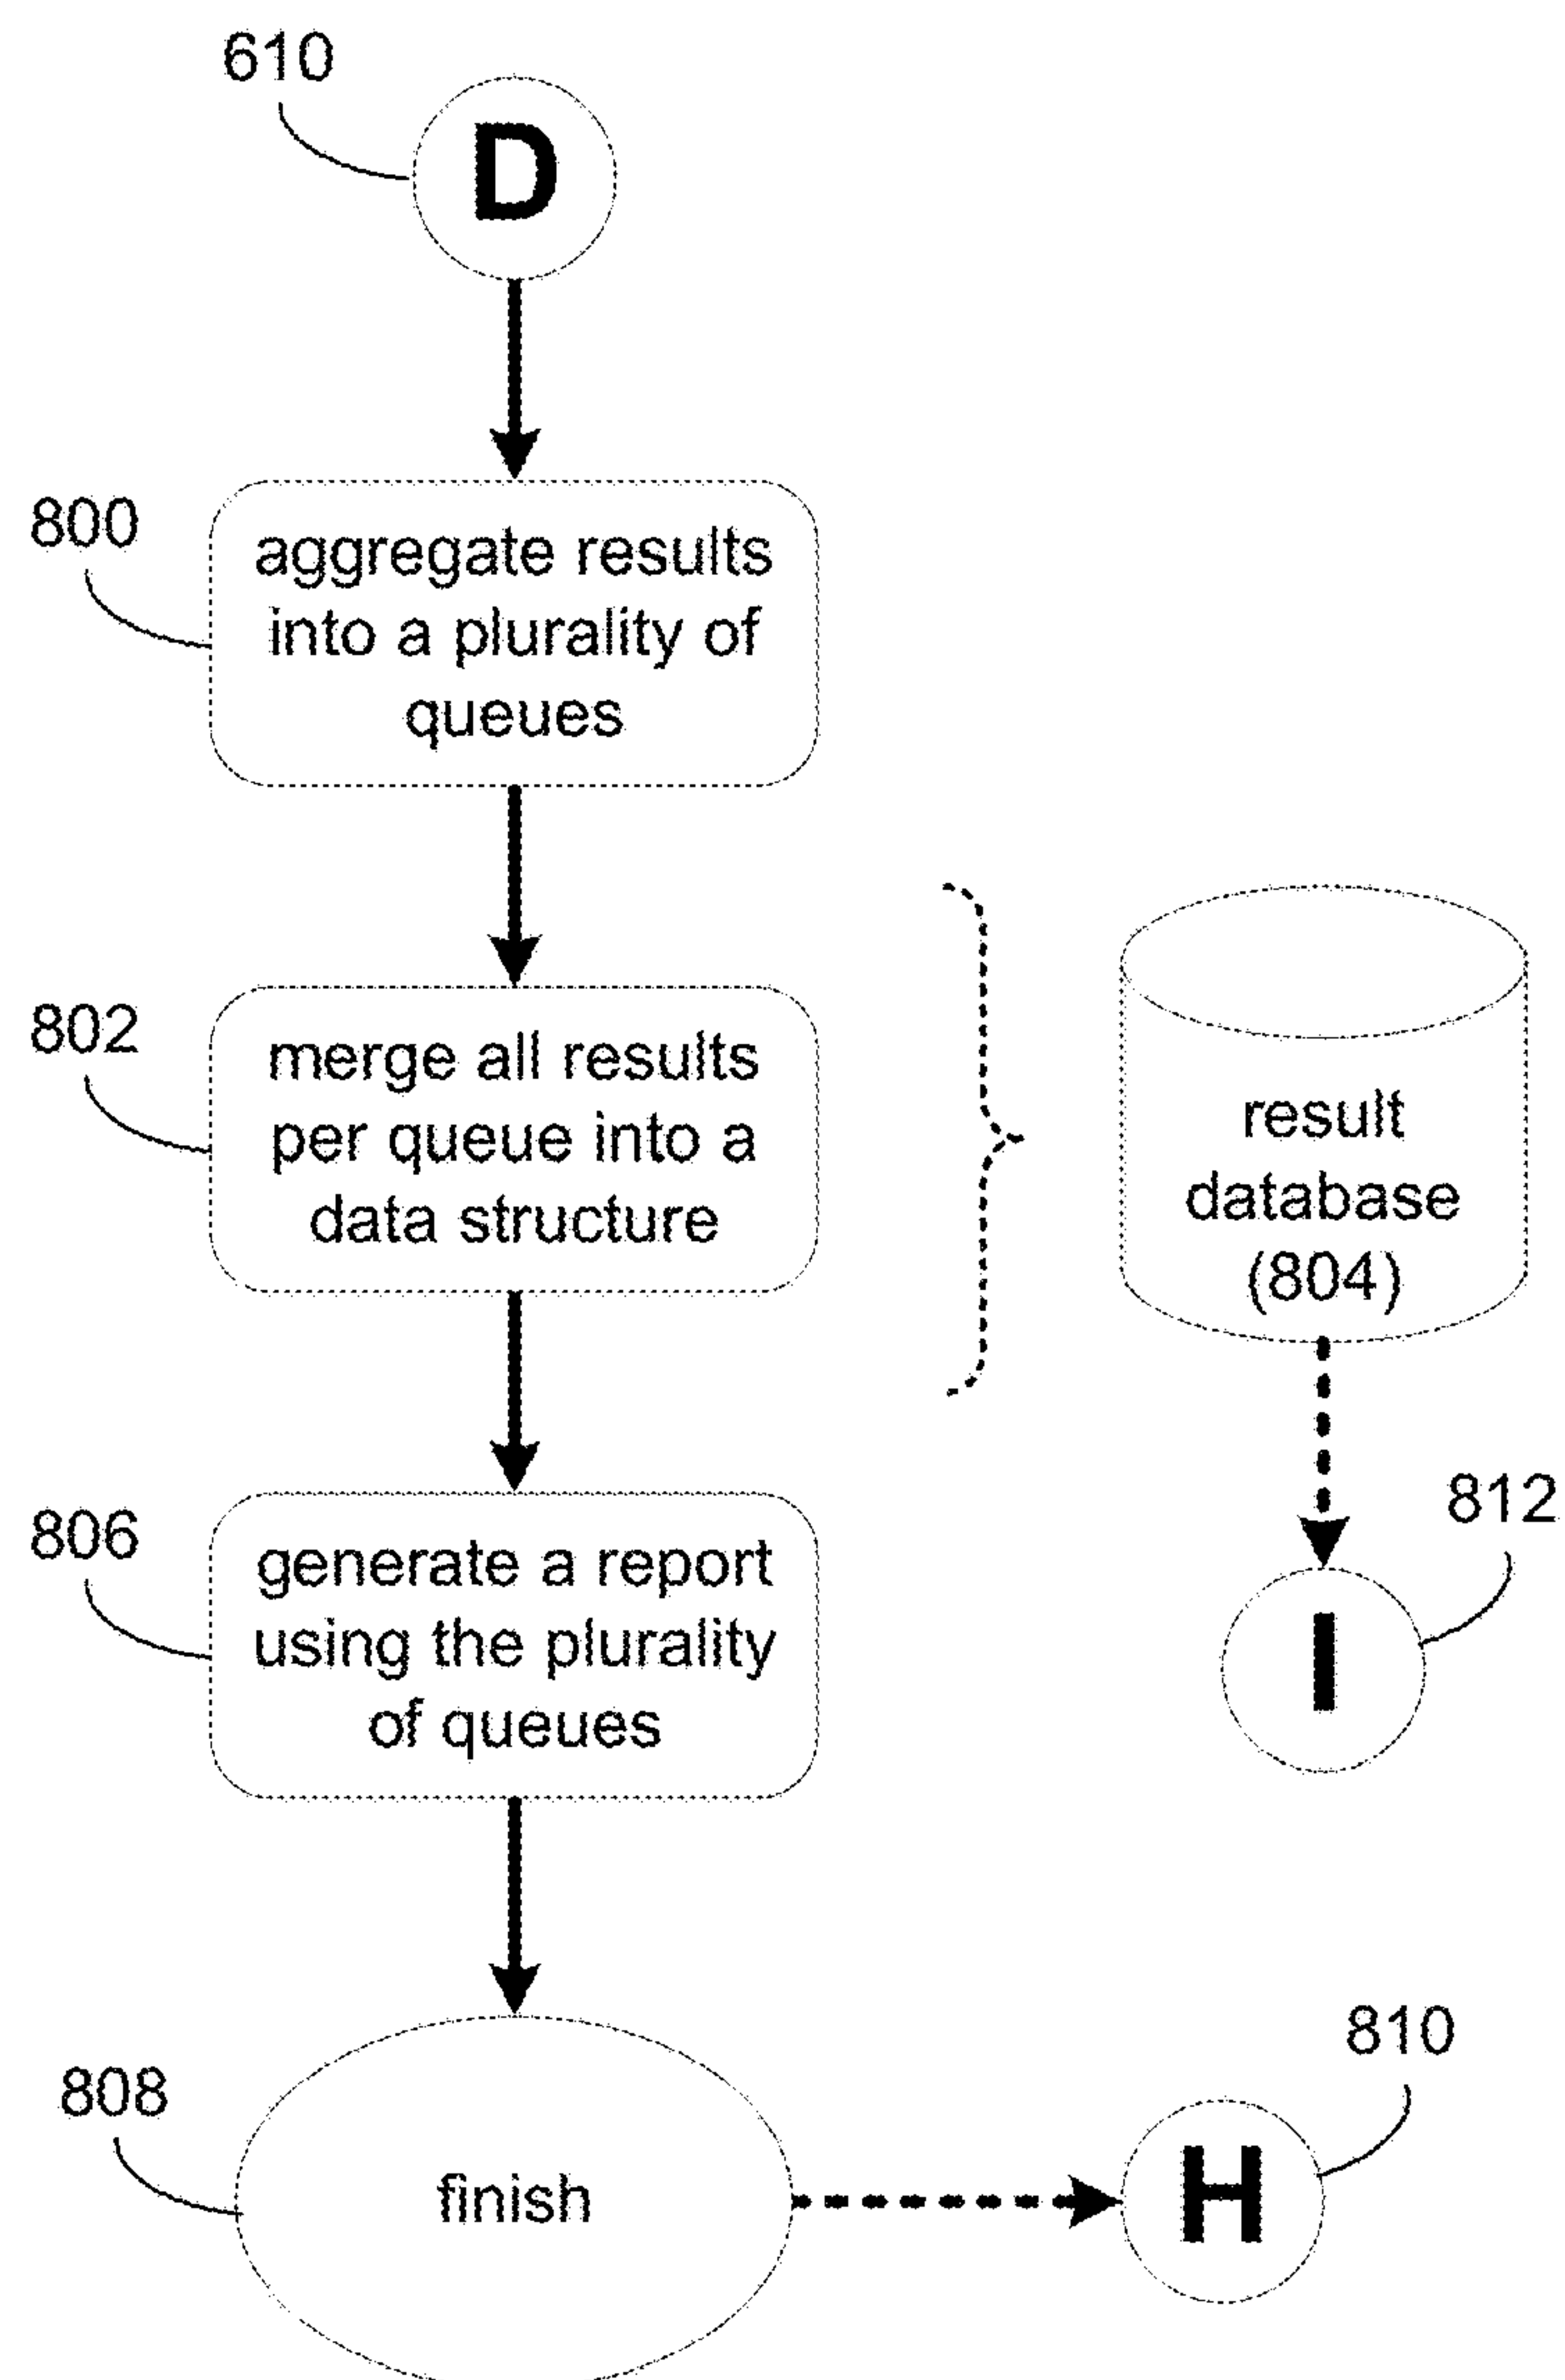 610
D
800
aggregate results
into a plurality of
queues
802
merge all results
per queue into a
data structure
result
database
(804)
806
generate a report
using the plurality
of queues
812
I
808
finish
810
H